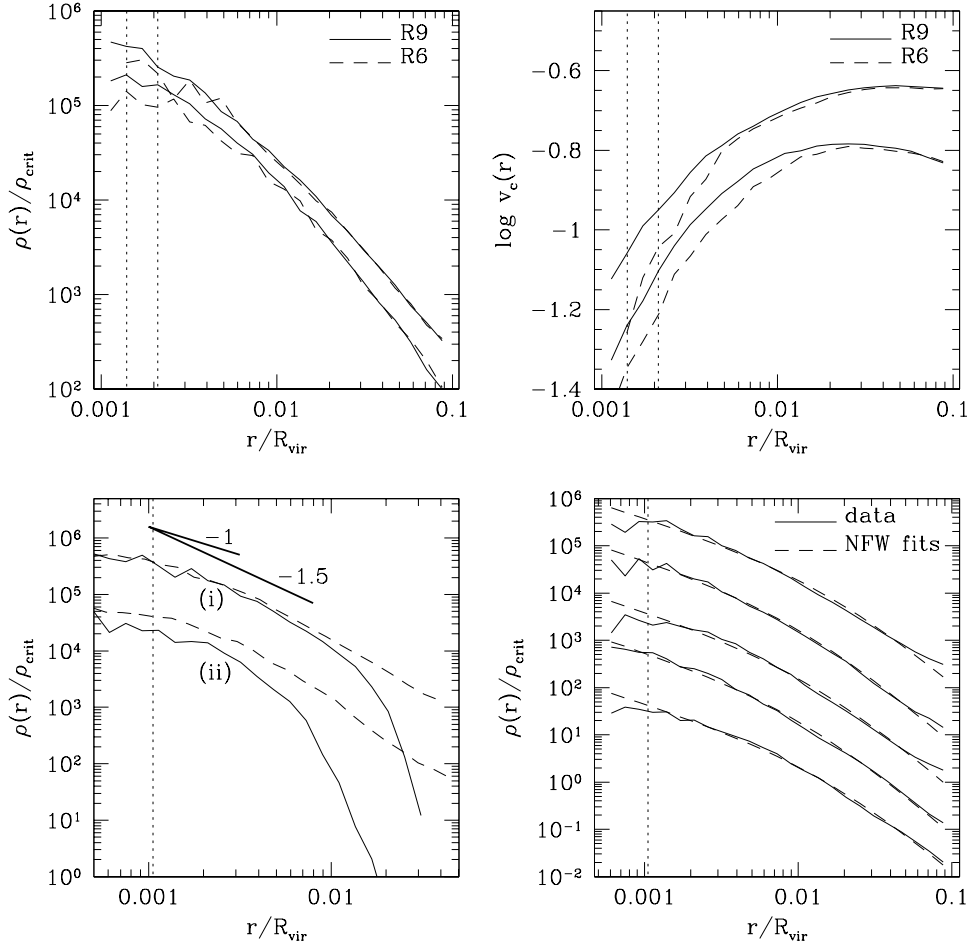 R9
R6
10^6
10^5
10^4
10^3
10^2
ρ(r)/ρ_crit
0.001
0.01
0.1
r/R_vir
R9
R6
−0.6
−0.8
−1
−1.2
−1.4
log v_c(r)
0.001
0.01
0.1
r/R_vir
−1
−1.5
(i)
(ii)
10^6
10^5
10^4
10^3
10^2
10^1
10^0
ρ(r)/ρ_crit
0.001
0.01
r/R_vir
data
NFW fits
10^6
10^5
10^4
10^3
10^2
10^1
10^0
10^−1
10^−2
ρ(r)/ρ_crit
0.001
0.01
0.1
r/R_vir